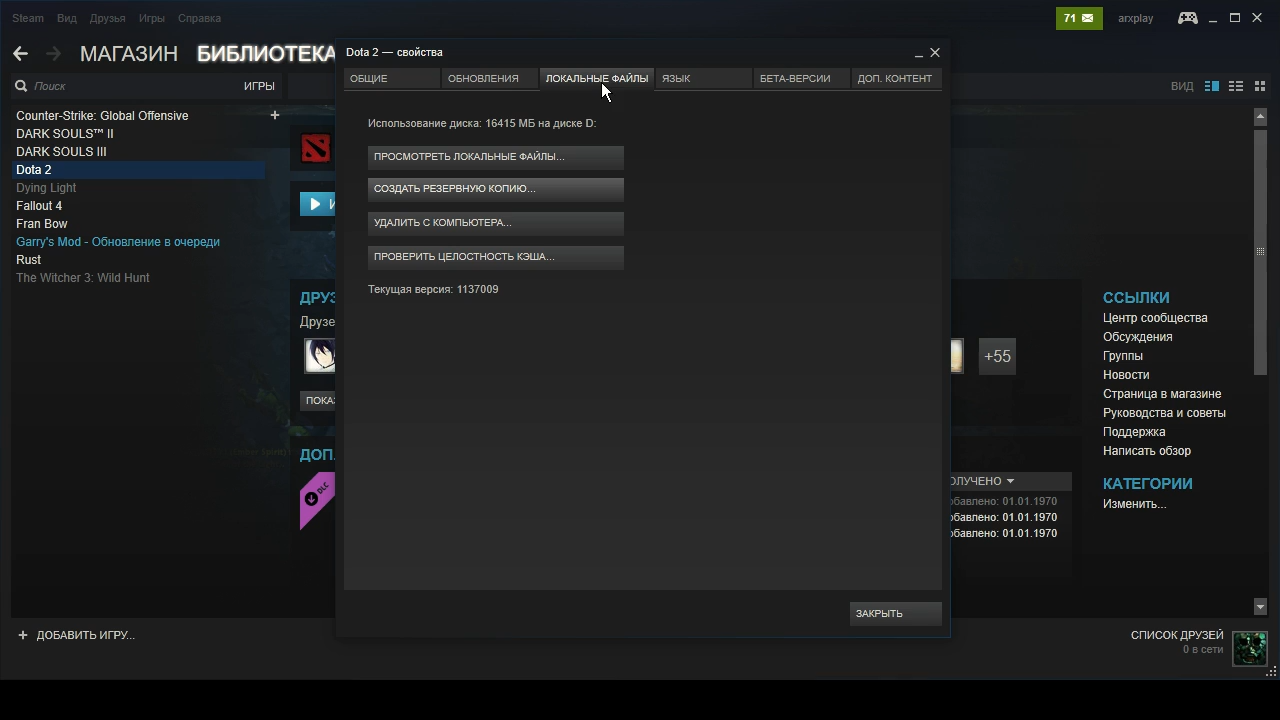 Steam Вид Друзья Игры Справка
71
arxplay
МАГАЗИН БИБЛИОТЕКА
Dota 2 — свойства
ОБЩИЕ ОБНОВЛЕНИЯ ЛОКАЛЬНЫЕ ФАЙЛЫ ЯЗЫК БЕТА-ВЕРСИИ ДОП. КОНТЕНТ
Поиск ИГРЫ
ВИД
Counter-Strike: Global Offensive
DARK SOULS™ II
DARK SOULS III
Dota 2
Dying Light
Fallout 4
Fran Bow
Garry's Mod - Обновление в очереди
Rust
The Witcher 3: Wild Hunt
Использование диска: 16415 МБ на диске D:
ПРОСМОТРЕТЬ ЛОКАЛЬНЫЕ ФАЙЛЫ...
СОЗДАТЬ РЕЗЕРВНУЮ КОПИЮ...
УДАЛИТЬ С КОМПЬЮТЕРА...
ПРОВЕРИТЬ ЦЕЛОСТНОСТЬ КЭША...
Текущая версия: 1137009
ЗАКРЫТЬ
И
ДРУЗ
Друзе
+55
ПОКАЗ
ДОП.
DLC
ОЛУЧЕНО
обавлено: 01.01.1970
обавлено: 01.01.1970
обавлено: 01.01.1970
ССЫЛКИ
Центр сообщества
Обсуждения
Группы
Новости
Страница в магазине
Руководства и советы
Поддержка
Написать обзор
КАТЕГОРИИ
Изменить...
+ ДОБАВИТЬ ИГРУ...
СПИСОК ДРУЗЕЙ
0 в сети